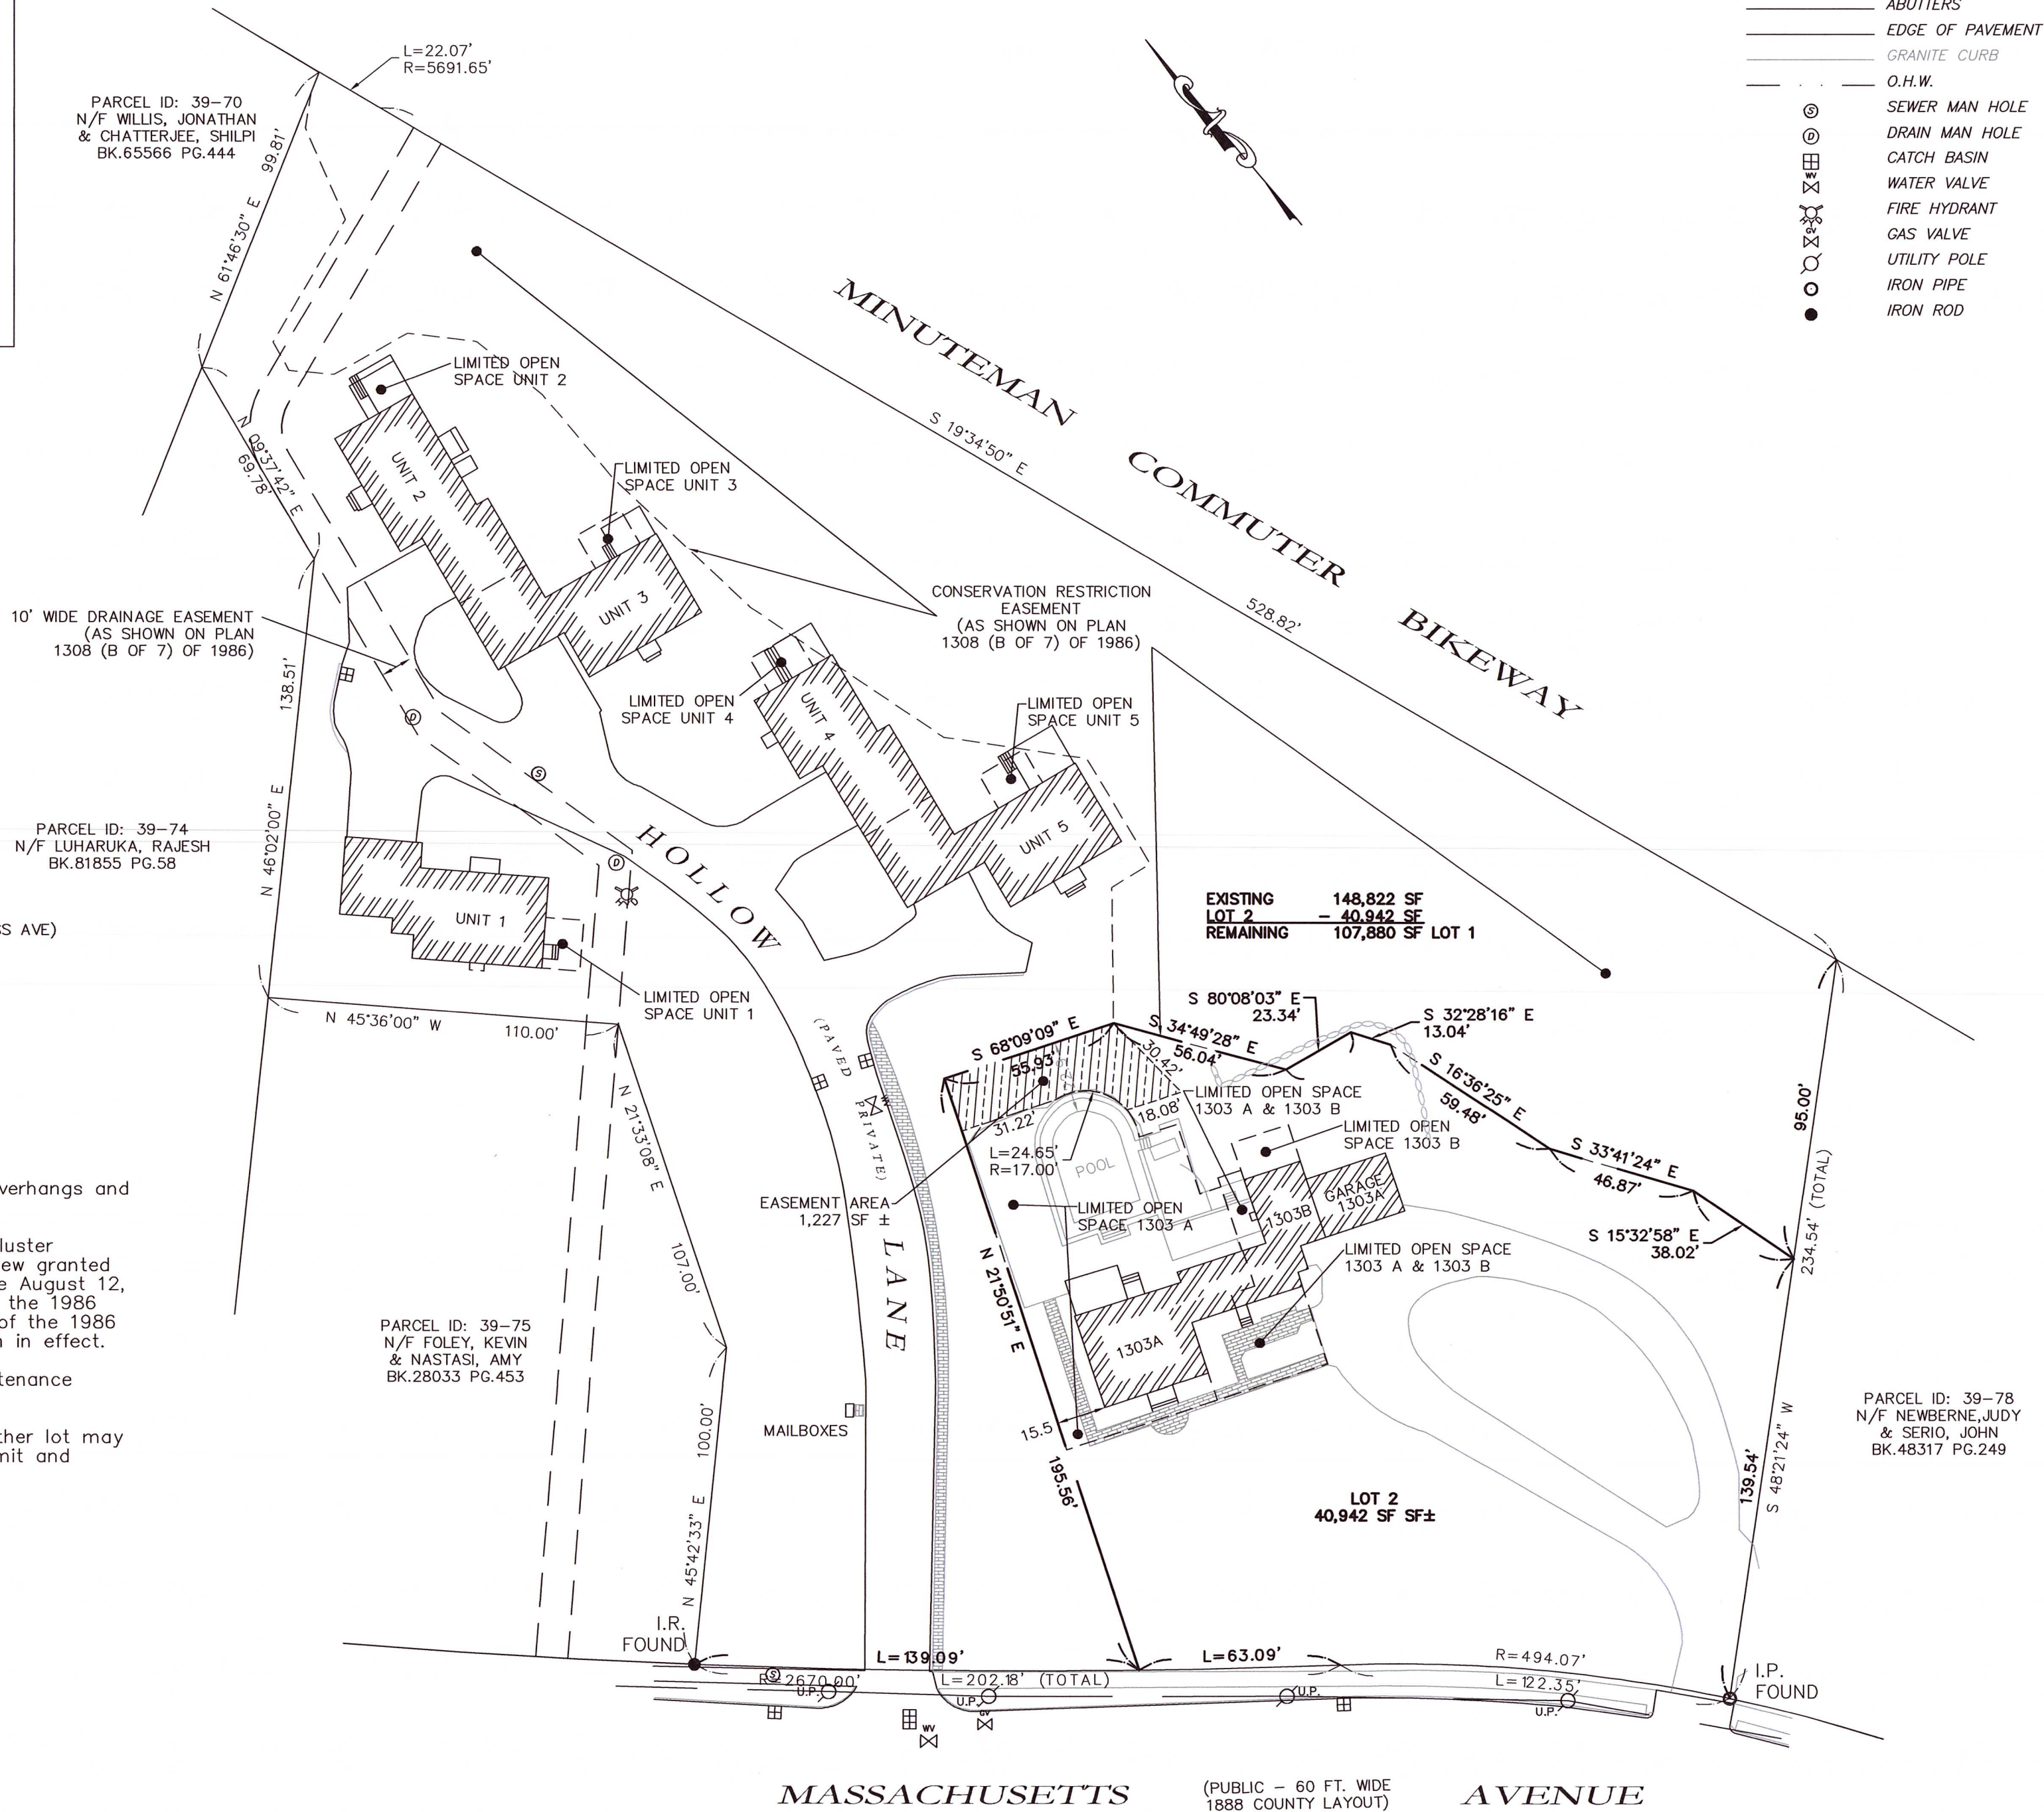 ABUTTERS
EDGE OF PAVEMENT
GRANITE CURB
O.H.W.
S SEWER MAN HOLE
D DRAIN MAN HOLE
CATCH BASIN
WV WATER VALVE
FIRE HYDRANT
GV GAS VALVE
UTILITY POLE
IRON PIPE
IRON ROD
L=22.07'
R=5691.65'
PARCEL ID: 39-70
N/F WILLIS, JONATHAN
& CHATTERJEE, SHILPI
BK.65566 PG.444
N 61°46'30" E 99.81'
MINUTEMAN COMMUTER BIKEWAY
S 19°34'50" E
528.82'
LIMITED OPEN
SPACE UNIT 2
UNIT 2
N 09°37'42" E
69.78'
LIMITED OPEN
SPACE UNIT 3
UNIT 3
CONSERVATION RESTRICTION
EASEMENT
(AS SHOWN ON PLAN
1308 (B OF 7) OF 1986)
10' WIDE DRAINAGE EASEMENT
(AS SHOWN ON PLAN
1308 (B OF 7) OF 1986)
LIMITED OPEN
SPACE UNIT 4
UNIT 4
LIMITED OPEN
SPACE UNIT 5
UNIT 5
N 46°02'00" E 138.51'
D
S
D
PARCEL ID: 39-74
N/F LUHARUKA, RAJESH
BK.81855 PG.58
SS AVE)
UNIT 1
LIMITED OPEN
SPACE UNIT 1
HOLLOW LANE
(PAVED PRIVATE)
WV
EXISTING 148,822 SF
LOT 2 - 40,942 SF
REMAINING 107,880 SF LOT 1
N 45°36'00" W 110.00'
S 68°09'09" E
55.93'
S 34°49'28" E
56.04'
30.42'
S 80°08'03" E
23.34'
S 32°28'16" E
13.04'
S 16°36'25" E
59.48'
S 33°41'24" E
46.87'
S 15°32'58" E
38.02'
95.00'
234.54' (TOTAL)
N 21°33'08" E
107.00'
31.22'
18.08'
L=24.65'
R=17.00'
POOL
LIMITED OPEN SPACE
1303 A & 1303 B
LIMITED OPEN
SPACE 1303 B
EASEMENT AREA
1,227 SF ±
LIMITED OPEN
SPACE 1303 A
1303B
GARAGE
1303A
LIMITED OPEN SPACE
1303 A & 1303 B
1303A
N 21°50'51" E
15.5
195.56'
verhangs and
luster
ew granted
e August 12,
the 1986
of the 1986
n in effect.
tenance
ther lot may
mit and
PARCEL ID: 39-75
N/F FOLEY, KEVIN
& NASTASI, AMY
BK.28033 PG.453
MAILBOXES
N 45°42'33" E 100.00'
LOT 2
40,942 SF SF±
139.54'
S 48°21'24" W
PARCEL ID: 39-78
N/F NEWBERNE,JUDY
& SERIO, JOHN
BK.48317 PG.249
I.R.
FOUND
L=139.09'
L=63.09'
R=494.07'
S
R=2670.00'
L=202.18' (TOTAL)
L=122.35'
U.P.
U.P.
U.P.
U.P.
I.P.
FOUND
WV
GV
MASSACHUSETTS AVENUE
(PUBLIC - 60 FT. WIDE
1888 COUNTY LAYOUT)